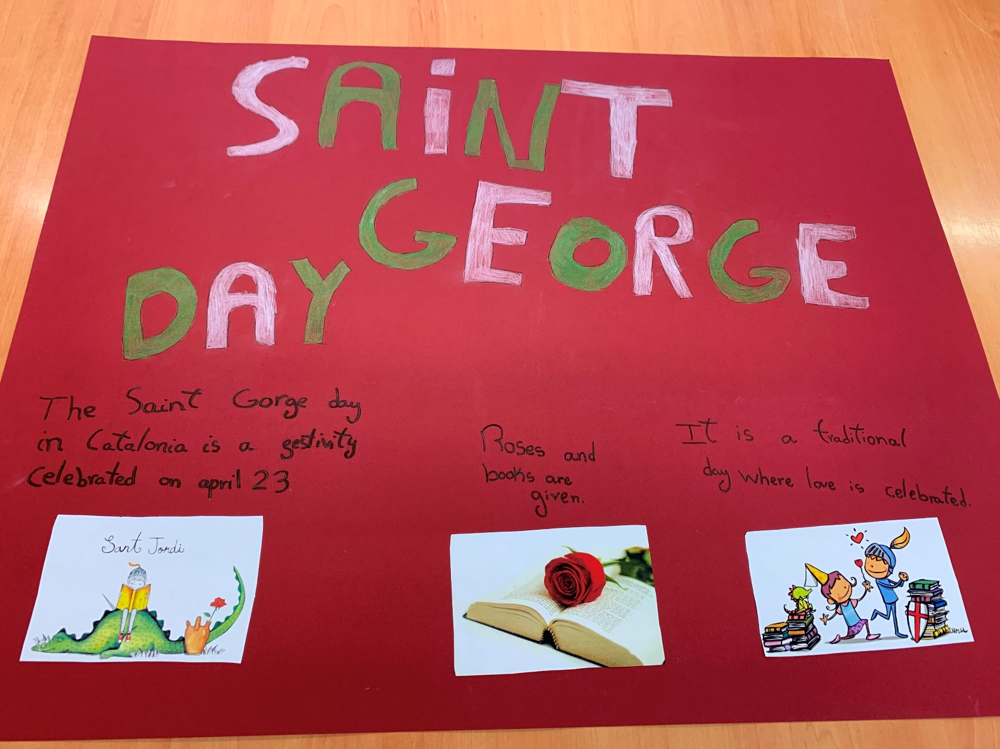 SAiNT
GEORGE
DAY
The Saint Gorge day
in Catalonia is a gestivity
celebrated on april 23
Roses and
books are
given.
It is a traditional
day where love is celebrated.
Sant Jordi